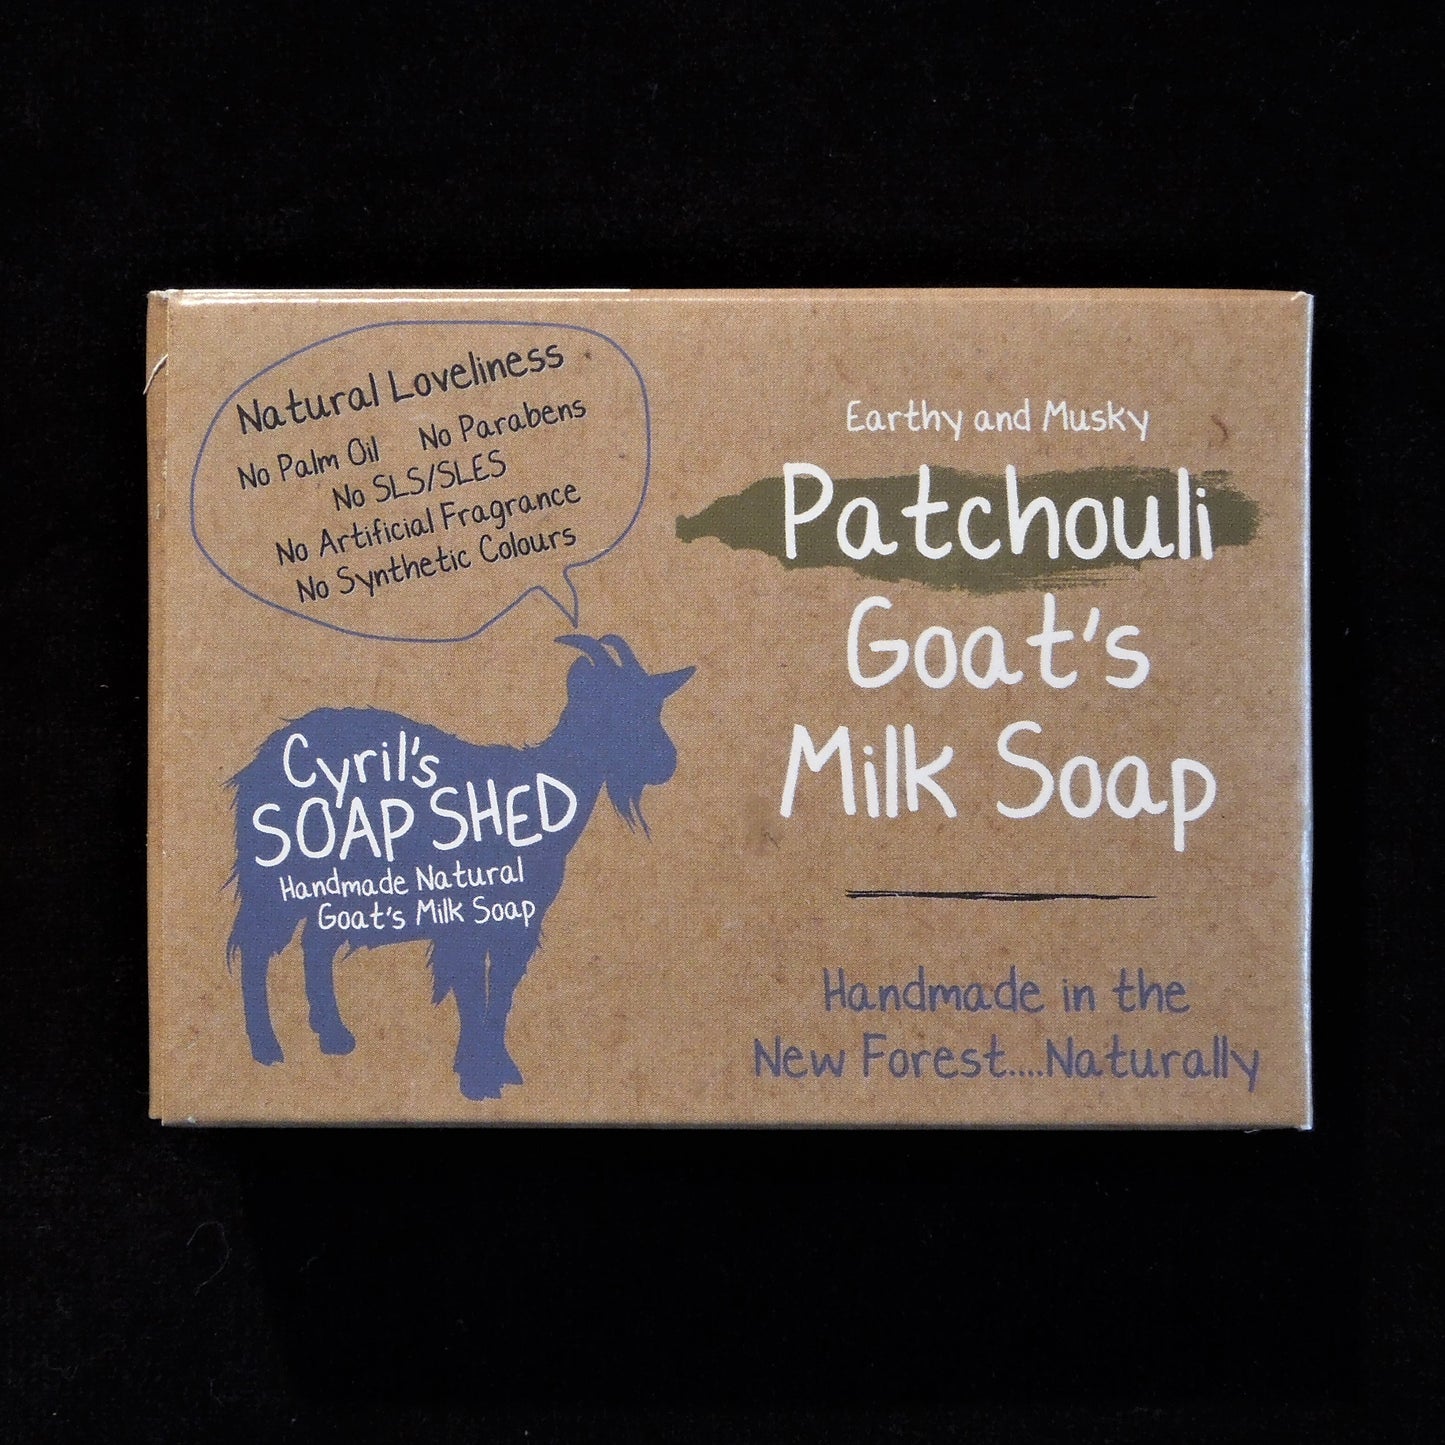 Natural Loveliness
No Palm Oil No Parabens
No SLS/SLES
No Artificial Fragrance
No Synthetic Colours
Cyril's
SOAP SHED
Handmade Natural
Goat's Milk Soap
Earthy and Musky
Patchouli
Goat's
Milk Soap
Handmade in the
New Forest....Naturally